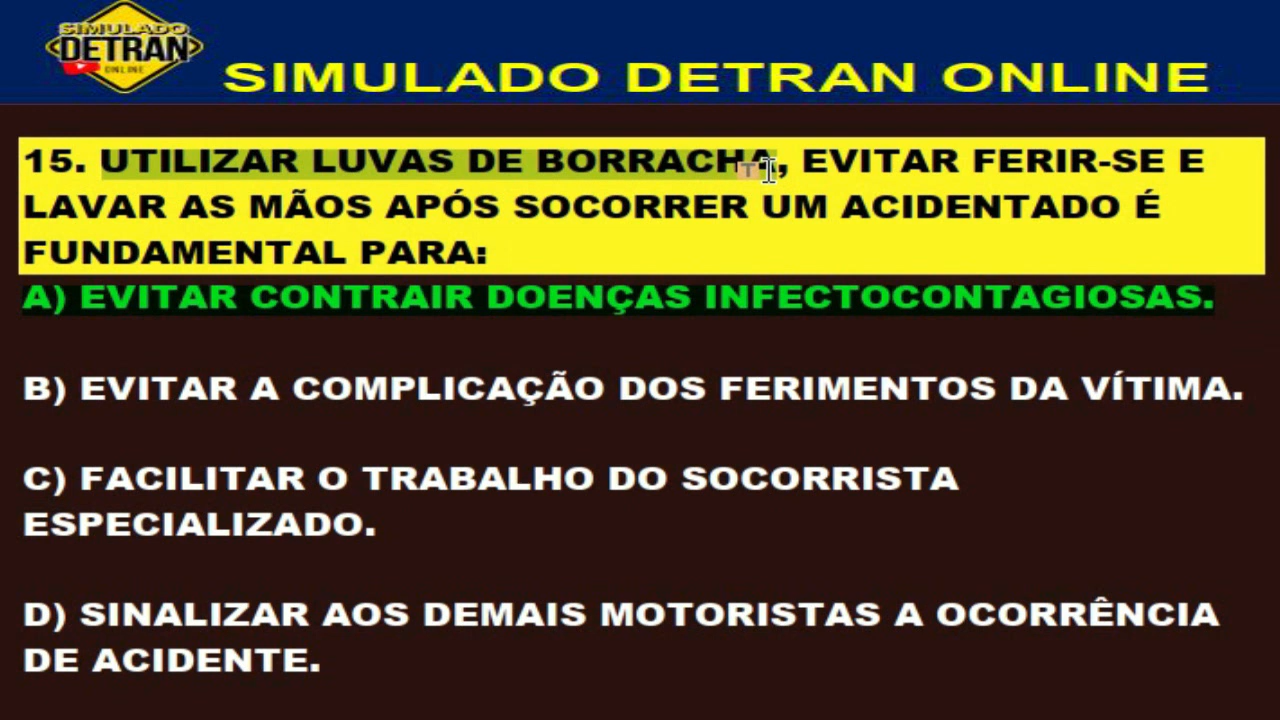 SIMULADO
DETRAN
ONLINE
SIMULADO DETRAN ONLINE
15. UTILIZAR LUVAS DE BORRACHA, EVITAR FERIR-SE E
LAVAR AS MÃOS APÓS SOCORRER UM ACIDENTADO É
FUNDAMENTAL PARA:
A) EVITAR CONTRAIR DOENÇAS INFECTOCONTAGIOSAS.
B) EVITAR A COMPLICAÇÃO DOS FERIMENTOS DA VÍTIMA.
C) FACILITAR O TRABALHO DO SOCORRISTA
ESPECIALIZADO.
D) SINALIZAR AOS DEMAIS MOTORISTAS A OCORRÊNCIA
DE ACIDENTE.